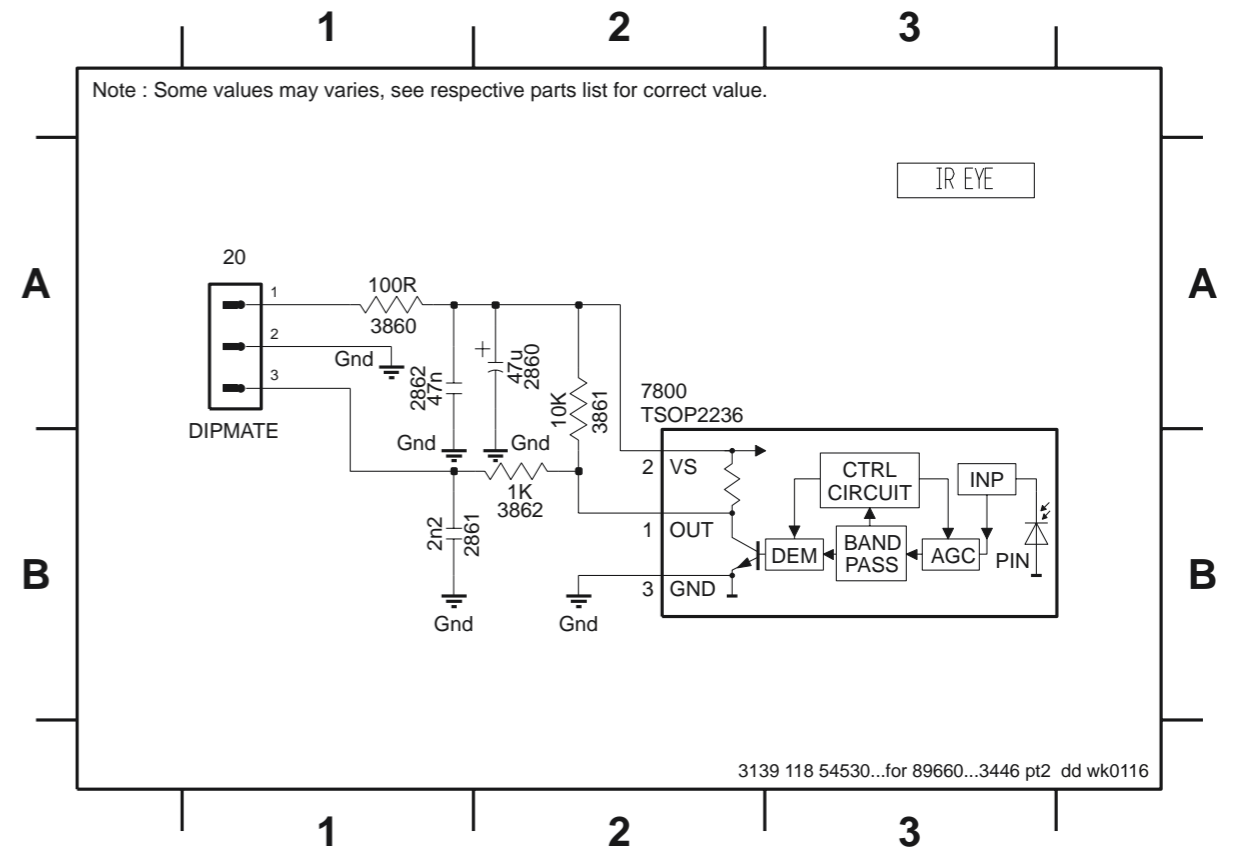 1 2 3
Note : Some values may varies, see respective parts list for correct value.
IR EYE
A
A
20
1
2
3
DIPMATE
100R
3860
Gnd
2862
47n
47u
2860
10K
3861
Gnd
Gnd
1K
3862
2n2
2861
Gnd
Gnd
7800
TSOP2236
2 VS
1 OUT
3 GND
CTRL
CIRCUIT
INP
DEM
BAND
PASS
AGC
PIN
B
B
3139 118 54530...for 89660...3446 pt2 dd wk0116
1 2 3